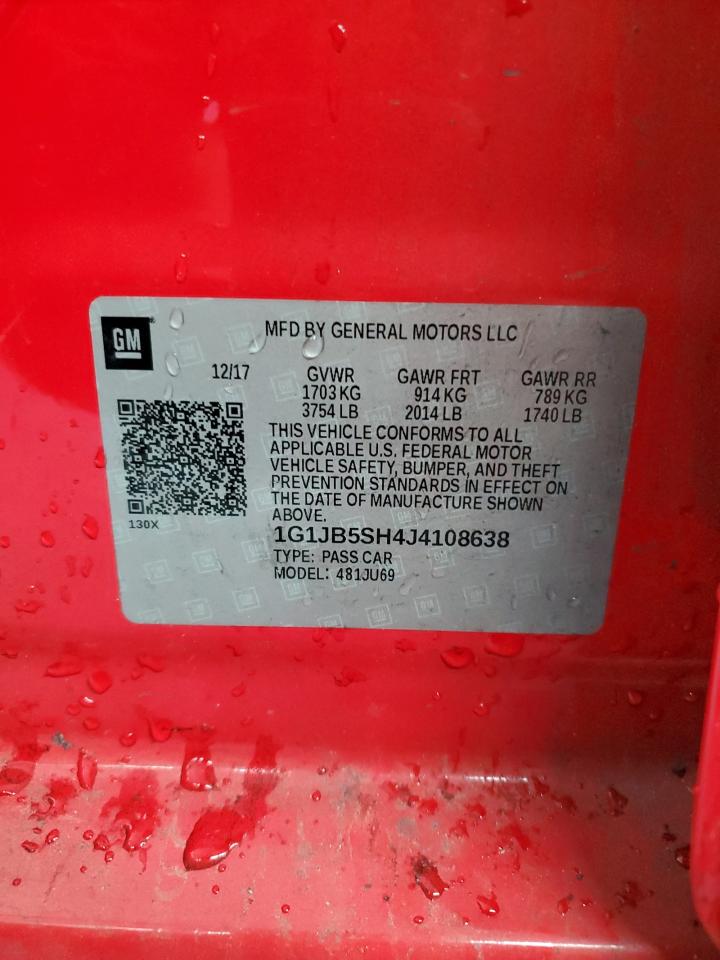 GM
MFD BY GENERAL MOTORS LLC
12/17 GVWR GAWR FRT GAWR RR
1703 KG 914 KG 789 KG
3754 LB 2014 LB 1740 LB
THIS VEHICLE CONFORMS TO ALL
APPLICABLE U.S. FEDERAL MOTOR
VEHICLE SAFETY, BUMPER, AND THEFT
PREVENTION STANDARDS IN EFFECT ON
THE DATE OF MANUFACTURE SHOWN
ABOVE.
130X
1G1JB5SH4J4108638
TYPE: PASS CAR
MODEL: 481JU69